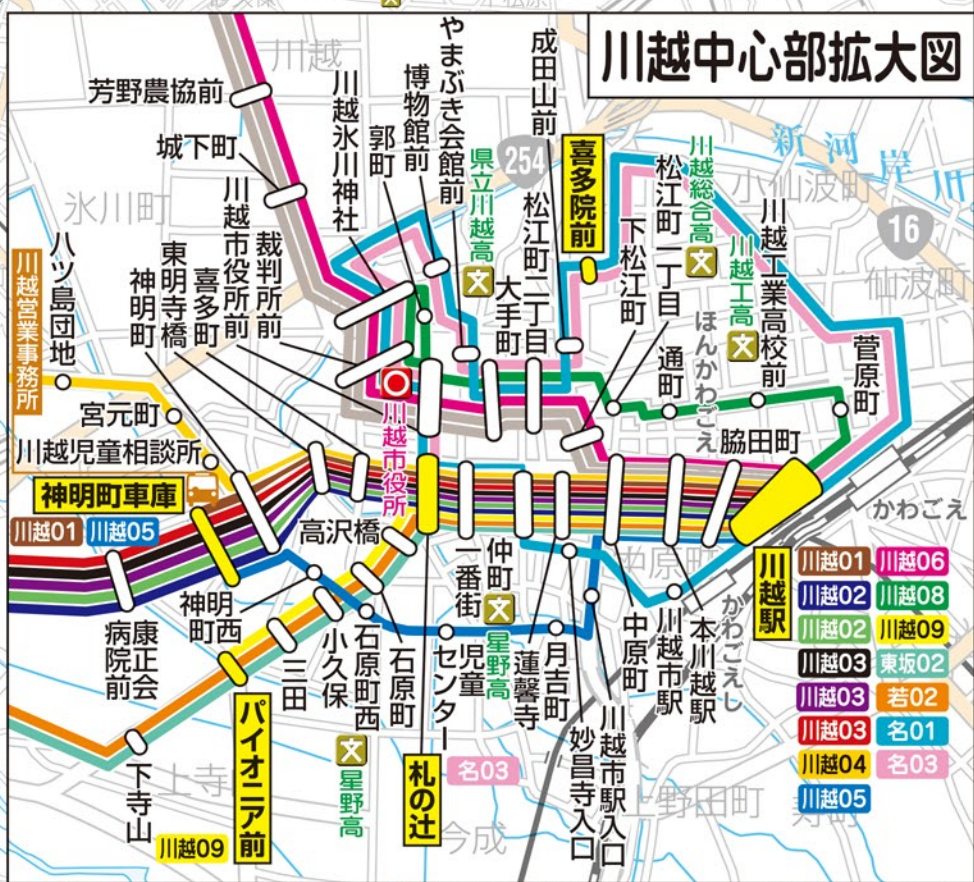 川越中心部拡大図
川越
芳野農協前
城下町
氷川町
川越氷川神社
郭町
博物館前
やまぶき会館前
県立川越高
文
成田山前
254
喜多院前
松江町二丁目
大手町
下松江町
松江町一丁目
川越総合高
文
小仙波町
新河岸川
16
仙波町
川越工高
文
川越工業高校前
通町
ほんかわごえ
菅原町
脇田町
かわごえ
川越営業事務所
八ッ島団地
宮元町
川越児童相談所
神明町車庫
川越01
川越05
神明町
東明寺橋
喜多町
川越市役所前
裁判所前
川越市役所
高沢橋
一番街
仲町
文
星野高
蓮馨寺
月吉町
妙昌寺入口
川越市駅入口
中原町
中原町
川越市駅
本川越駅
かわごえし
川越駅
康正会病院前
神明町西
三田
小久保
石原町西
石原町
児童センター
文
星野高
札の辻
名03
パイオニア前
川越09
下寺山
上寺山
今成
上野田町
寿町
川越01
川越06
川越02
川越08
川越02
川越09
川越03
東坂02
川越03
若02
川越03
名01
川越04
名03
川越05